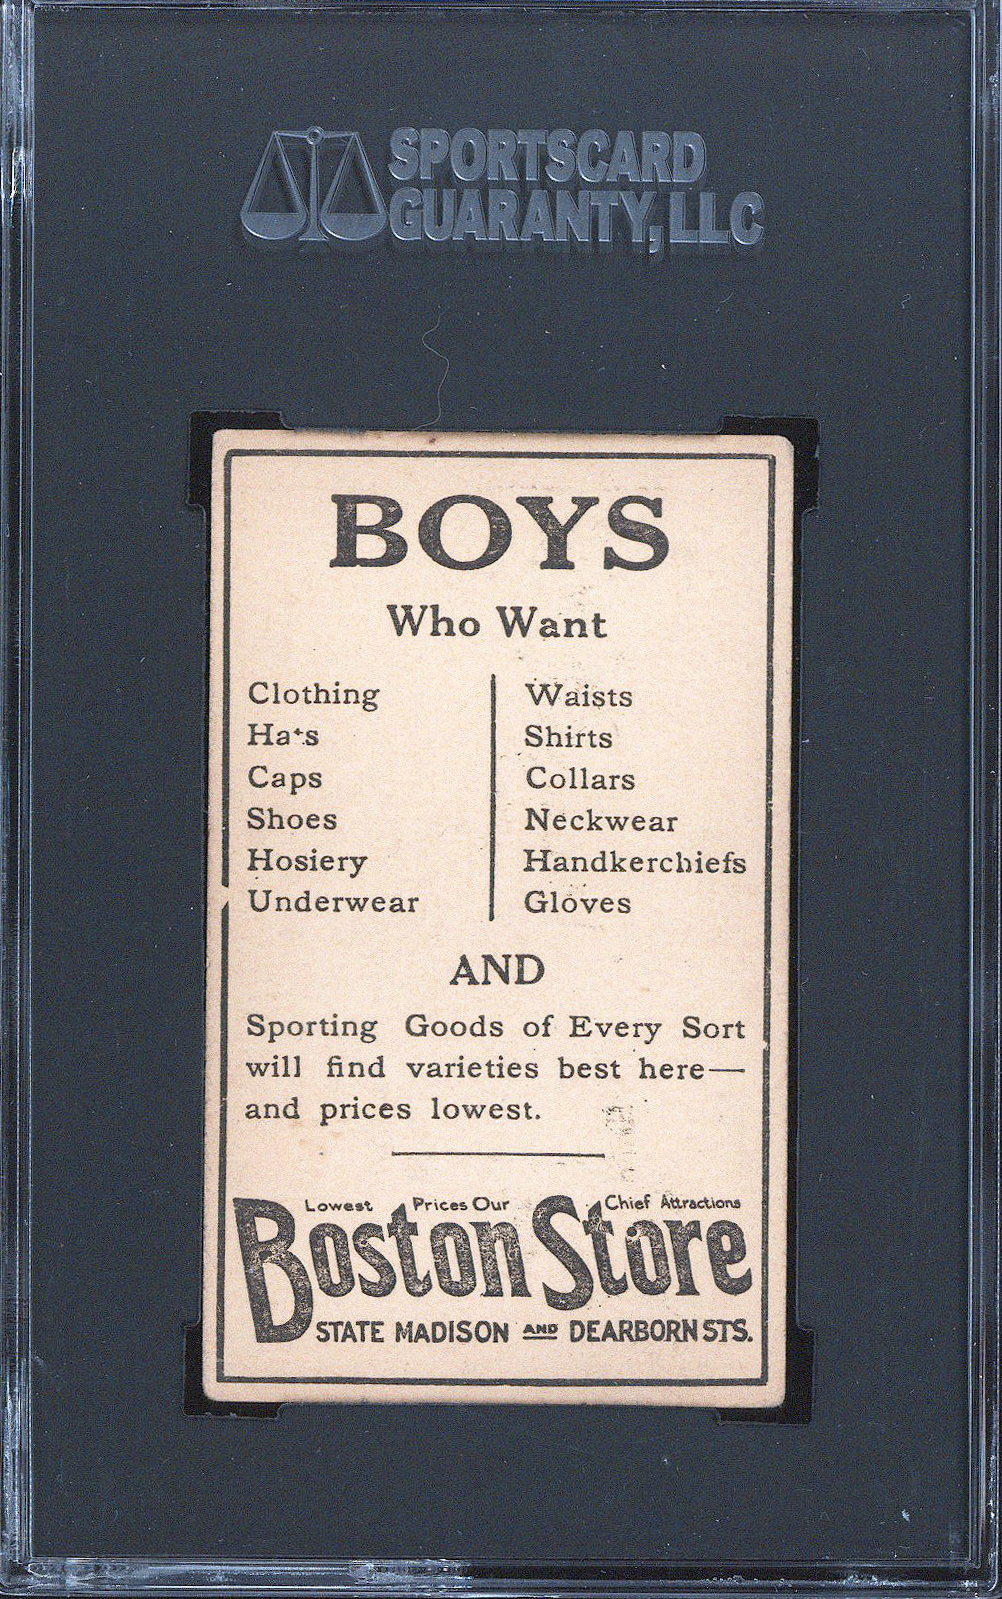 SPORTSCARD
GUARANTY, LLC
BOYS
Who Want
Clothing
Hats
Caps
Shoes
Hosiery
Underwear
Waists
Shirts
Collars
Neckwear
Handkerchiefs
Gloves
AND
Sporting Goods of Every Sort
will find varieties best here—
and prices lowest.
Lowest Prices Our Chief Attractions
Boston Store
STATE MADISON AND DEARBORN STS.